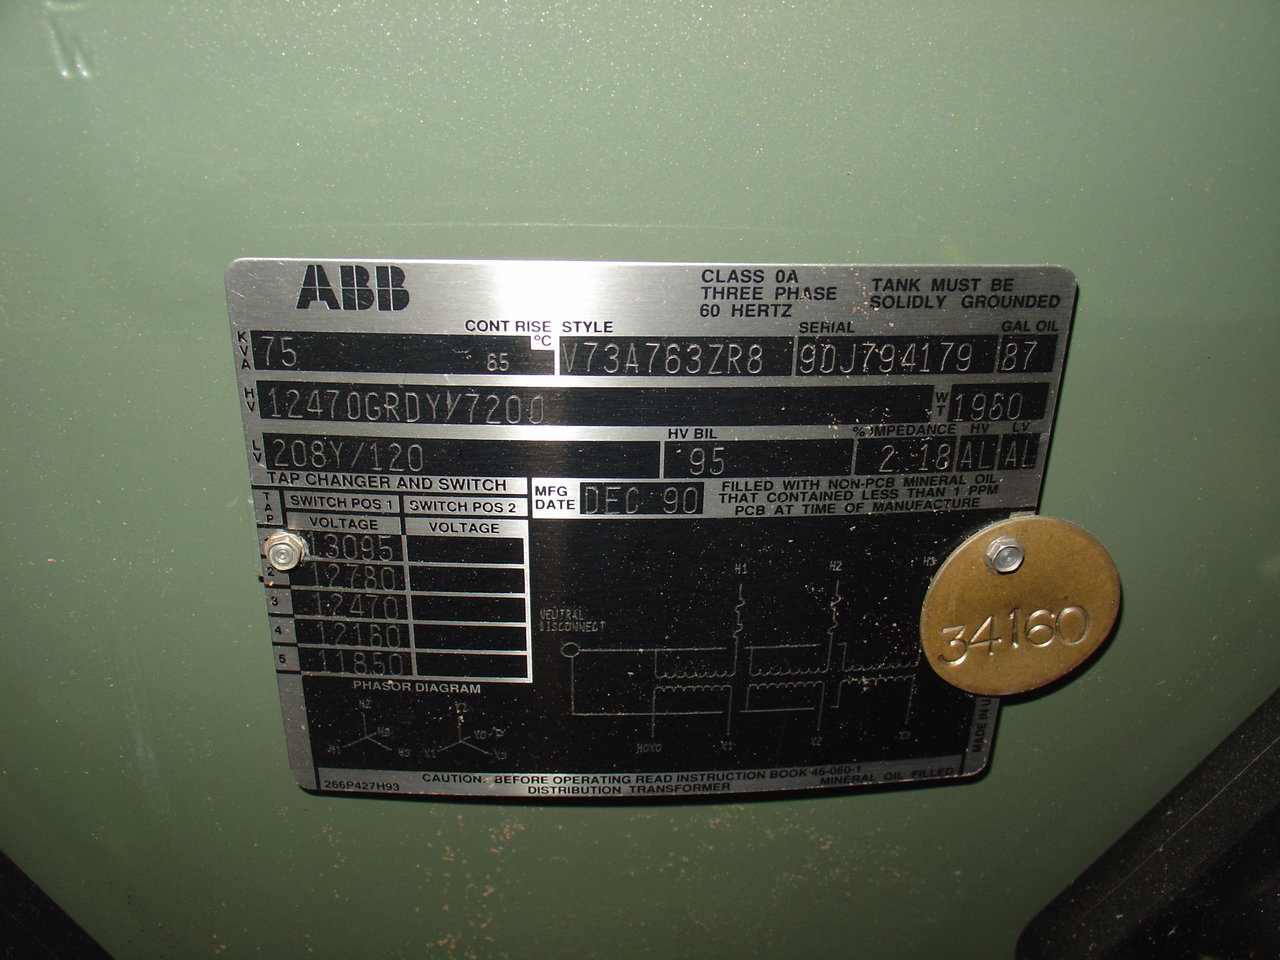 ABB
CLASS OA
THREE PHASE
60 HERTZ
TANK MUST BE
SOLIDLY GROUNDED
CONT RISE STYLE SERIAL GAL OIL
KVA 75 65 °C V73A763ZR8 9DJ794179 87
HV 12470GRDY/7200 WT 1950
HV BIL % IMPEDANCE HV LV
LV 208Y/120 95 2.18 AL AL
TAP CHANGER AND SWITCH
MFG DATE DEC 90
FILLED WITH NON-PCB MINERAL OIL
THAT CONTAINED LESS THAN 1 PPM
PCB AT TIME OF MANUFACTURE
TAP SWITCH POS 1 SWITCH POS 2
VOLTAGE VOLTAGE
13095
2 12780
3 12470
4 12160
5 11850
H1 H2 H3
NEUTRAL
DISCONNECT
34160
H0X0 X1 X2 X3
PHASOR DIAGRAM
H2 X2
H1 H3 X1 X3
MADE IN U
CAUTION: BEFORE OPERATING READ INSTRUCTION BOOK 46-060-1
266P427H93 DISTRIBUTION TRANSFORMER MINERAL OIL FILLED